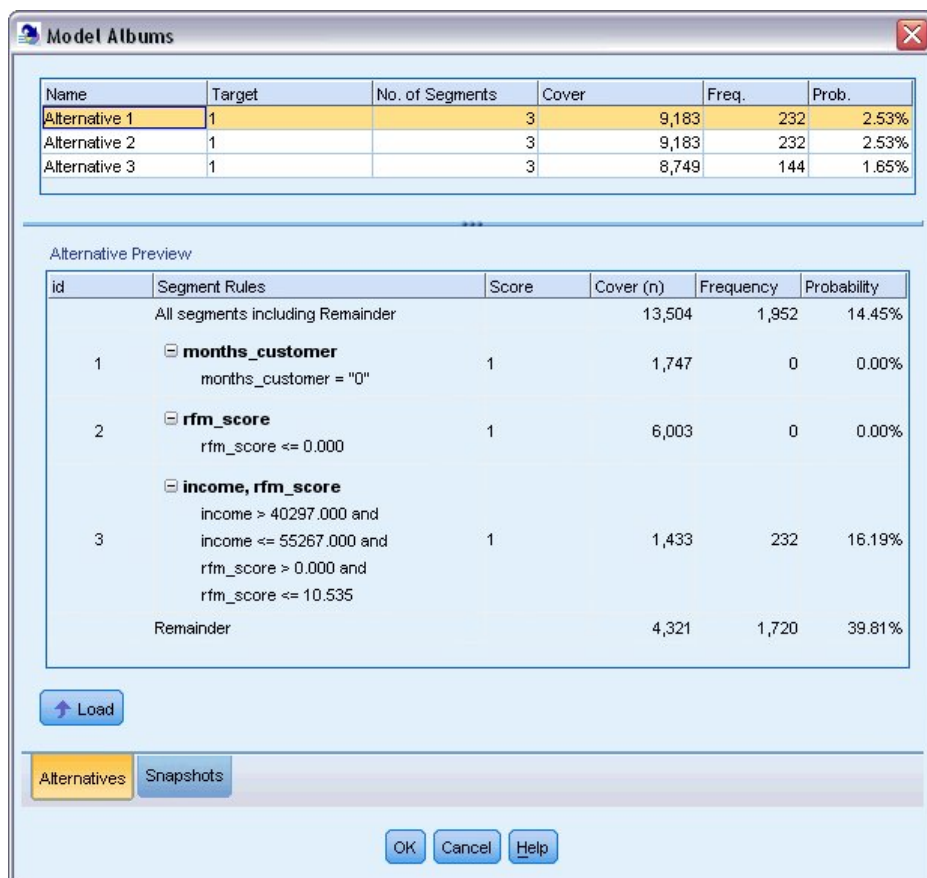 Model Albums
Name Target No. of Segments Cover Freq. Prob.
Alternative 1 1 3 9,183 232 2.53%
Alternative 2 1 3 9,183 232 2.53%
Alternative 3 1 3 8,749 144 1.65%
Alternative Preview
id Segment Rules Score Cover (n) Frequency Probability
All segments including Remainder 13,504 1,952 14.45%
months_customer
1 months_customer = "0" 1 1,747 0 0.00%
rfm_score
2 rfm_score <= 0.000 1 6,003 0 0.00%
income, rfm_score
income > 40297.000 and
3 income <= 55267.000 and 1 1,433 232 16.19%
rfm_score > 0.000 and
rfm_score <= 10.535
Remainder 4,321 1,720 39.81%
Load
Alternatives Snapshots
OK Cancel Help